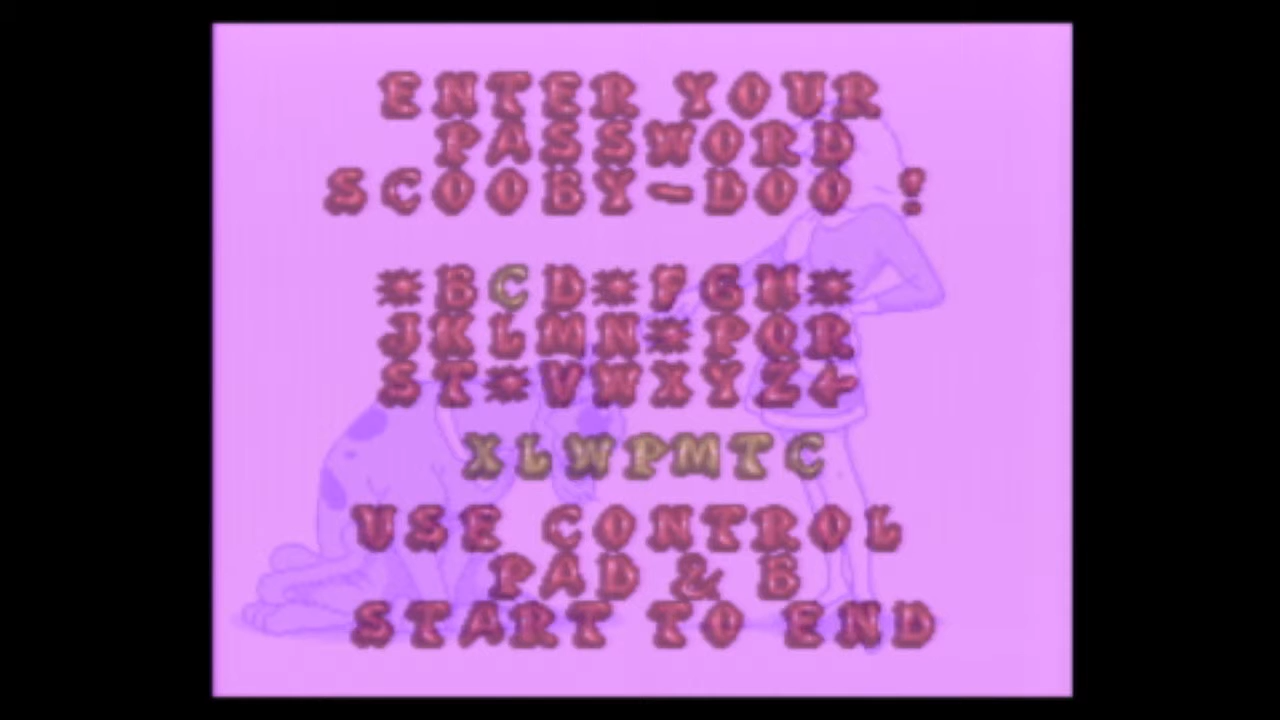 ENTER YOUR
PASSWORD
SCOOBY-DOO !
*BCD*FGH*
JKLMN*PQR
ST*VWXYZ←
XLWPMTC
USE CONTROL
PAD & B
START TO END